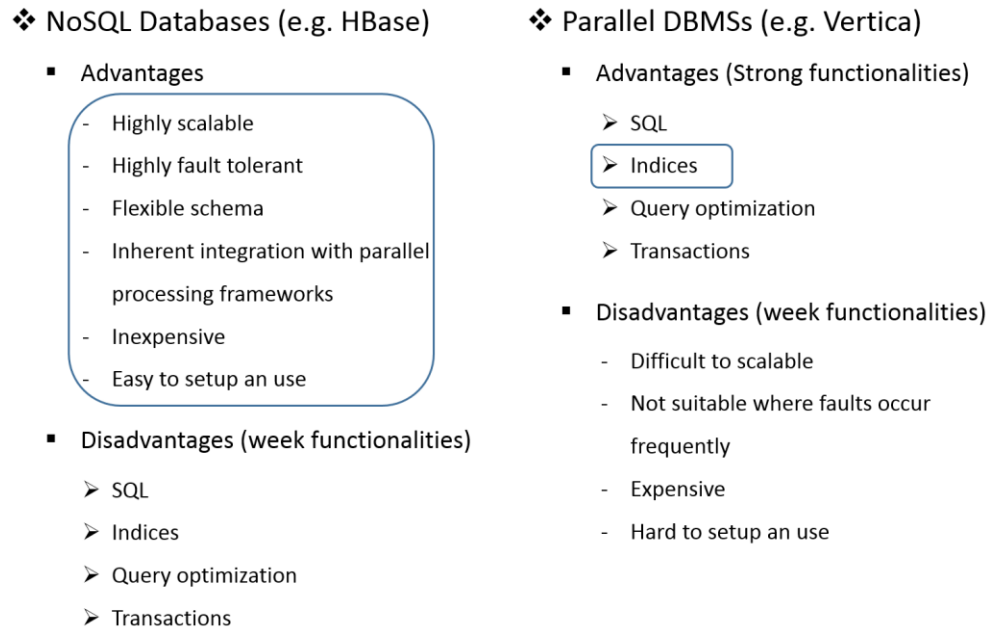 ❖ NoSQL Databases (e.g. HBase)
▪ Advantages
- Highly scalable
- Highly fault tolerant
- Flexible schema
- Inherent integration with parallel
processing frameworks
- Inexpensive
- Easy to setup an use
▪ Disadvantages (week functionalities)
➢ SQL
➢ Indices
➢ Query optimization
➢ Transactions
❖ Parallel DBMSs (e.g. Vertica)
▪ Advantages (Strong functionalities)
➢ SQL
➢ Indices
➢ Query optimization
➢ Transactions
▪ Disadvantages (week functionalities)
- Difficult to scalable
- Not suitable where faults occur
frequently
- Expensive
- Hard to setup an use